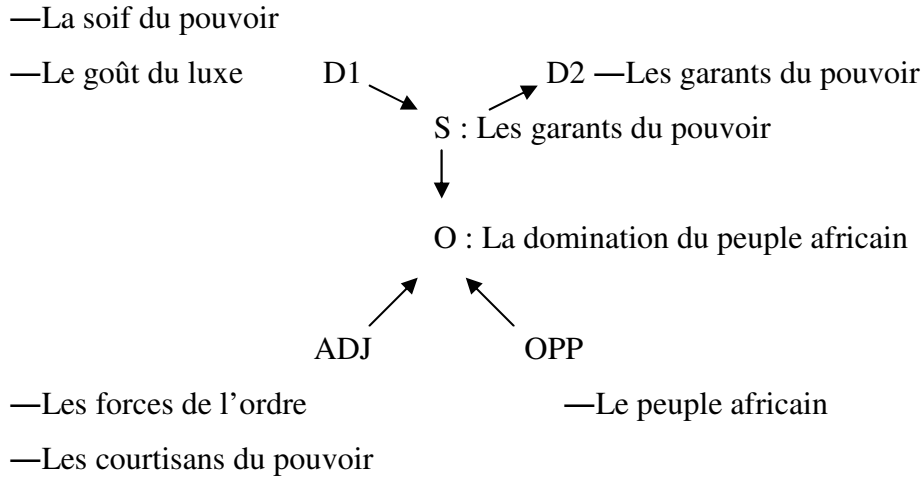 —La soif du pouvoir
—Le goût du luxe D1 D2 —Les garants du pouvoir
S : Les garants du pouvoir
O : La domination du peuple africain
ADJ OPP
—Les forces de l’ordre —Le peuple africain
—Les courtisans du pouvoir